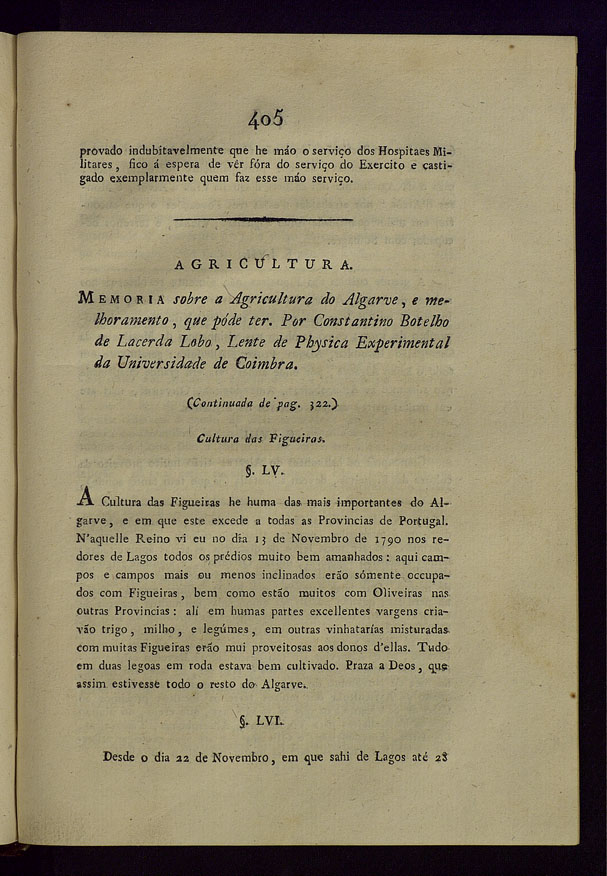 405
provado indubitavelmente que he máo o serviço dos Hospitaes Mi-
litares, fico á espera de vér fóra do serviço do Exercito e casti-
gado exemplarmente quem faz esse máo serviço.
AGRICULTURA.
MEMORIA sobre a Agricultura do Algarve, e me-
lhoramento, que póde ter. Por Constantino Botelho
de Lacerda Lobo, Lente de Physica Experimental
da Universidade de Coimbra.
(Continuada de pag. 322.)
Cultura das Figueiras.
§. LV.
A Cultura das Figueiras he huma das mais importantes do Al-
garve, e em que este excede a todas as Provincias de Portugal.
N'aquelle Reino vi eu no dia 13 de Novembro de 1790 nos re-
dores de Lagos todos os prédios muito bem amanhados: aqui cam-
pos e campos mais ou menos inclinados erão sómente occupa-
dos com Figueiras, bem como estão muitos com Oliveiras nas
outras Provincias: alí em humas partes excellentes vargens cria-
vão trigo, milho, e legúmes, em outras vinhatarías misturadas
com muitas Figueiras erão mui proveitosas aos donos d'ellas. Tudo
em duas legoas em roda estava bem cultivado. Praza a Deos, que
assim estivesse todo o resto do Algarve.
§. LVI.
Desde o dia 22 de Novembro, em que sahi de Lagos até 28